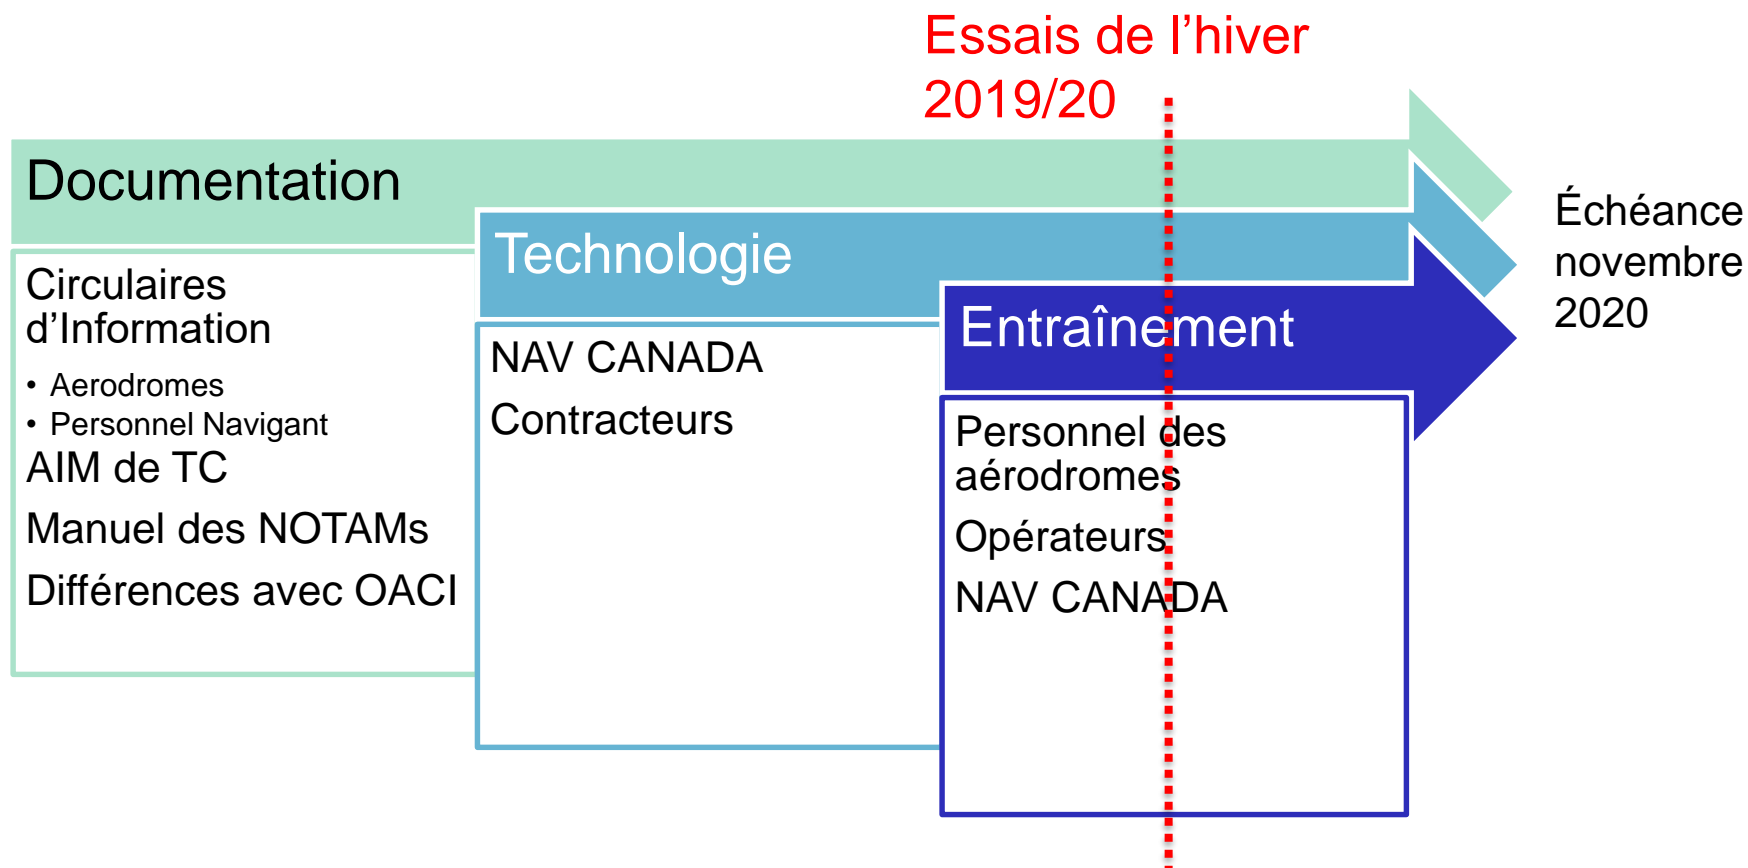 Essais de l’hiver
2019/20
Documentation
Circulaires
d’Information
• Aerodromes
• Personnel Navigant
AIM de TC
Manuel des NOTAMs
Différences avec OACI
Technologie
NAV CANADA
Contracteurs
Entraînement
Personnel des
aérodromes
Opérateurs
NAV CANADA
Échéance
novembre
2020